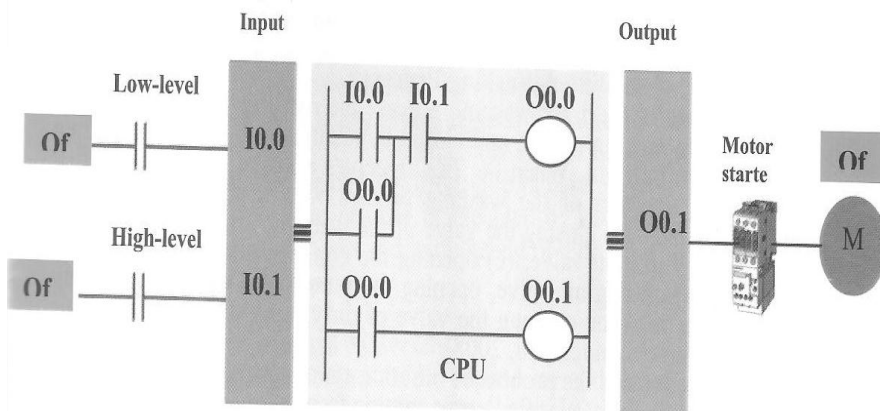 Input
Output
Low-level
High-level
Of
Of
I0.0
I0.1
I0.0
I0.1
O0.0
O0.0
O0.0
O0.1
CPU
O0.1
Motor
starte
Of
M